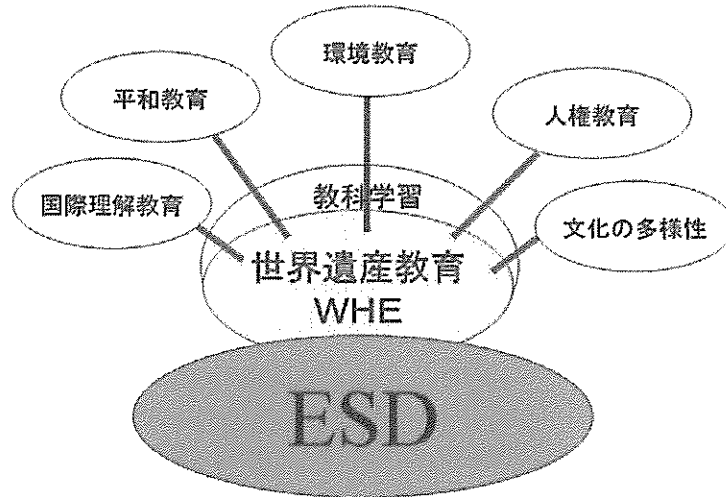 環境教育
平和教育
人権教育
国際理解教育
教科学習
文化の多様性
世界遺産教育
WHE
ESD